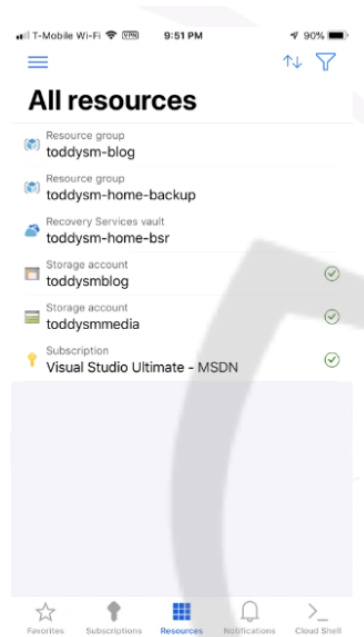 T-Mobile Wi-Fi VPN 9:51 PM 90%
All resources
Resource group
toddysm-blog
Resource group
toddysm-home-backup
Recovery Services vault
toddysm-home-bsr
Storage account
toddysmblog
Storage account
toddysmmedia
Subscription
Visual Studio Ultimate - MSDN
Favorites Subscriptions Resources Notifications Cloud Shell